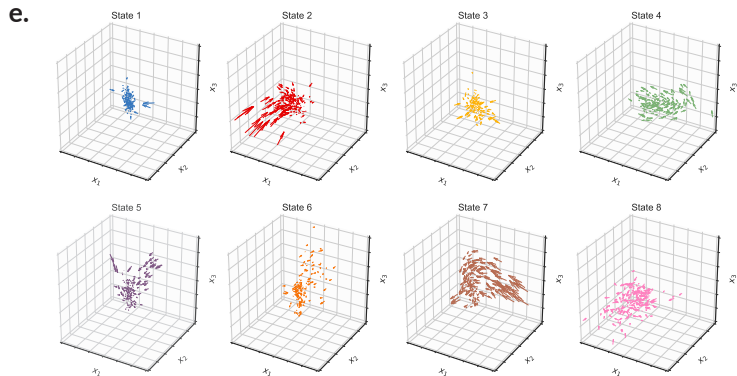 e.
State 1
State 2
State 3
State 4
x₃
x₃
x₃
x₃
x₁
x₂
x₁
x₂
x₁
x₂
x₁
x₂
State 5
State 6
State 7
State 8
x₃
x₃
x₃
x₃
x₁
x₂
x₁
x₂
x₁
x₂
x₁
x₂